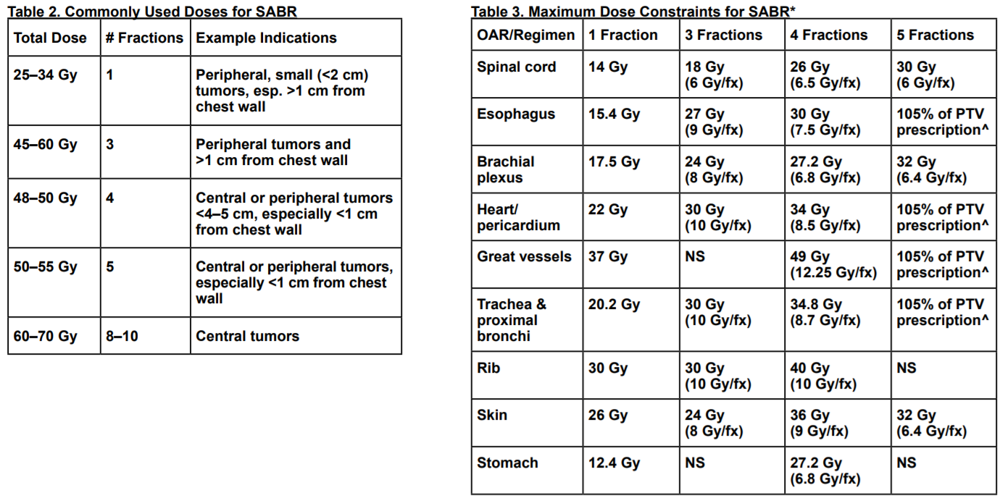 Table 2. Commonly Used Doses for SABR
Total Dose # Fractions Example Indications
25–34 Gy 1 Peripheral, small (<2 cm)
tumors, esp. >1 cm from
chest wall
45–60 Gy 3 Peripheral tumors and
>1 cm from chest wall
48–50 Gy 4 Central or peripheral tumors
<4–5 cm, especially <1 cm
from chest wall
50–55 Gy 5 Central or peripheral tumors,
especially <1 cm from chest
wall
60–70 Gy 8–10 Central tumors
Table 3. Maximum Dose Constraints for SABR*
OAR/Regimen 1 Fraction 3 Fractions 4 Fractions 5 Fractions
Spinal cord 14 Gy 18 Gy 26 Gy 30 Gy
(6 Gy/fx) (6.5 Gy/fx) (6 Gy/fx)
Esophagus 15.4 Gy 27 Gy 30 Gy 105% of PTV
(9 Gy/fx) (7.5 Gy/fx) prescription^
Brachial 17.5 Gy 24 Gy 27.2 Gy 32 Gy
plexus (8 Gy/fx) (6.8 Gy/fx) (6.4 Gy/fx)
Heart/ 22 Gy 30 Gy 34 Gy 105% of PTV
pericardium (10 Gy/fx) (8.5 Gy/fx) prescription^
Great vessels 37 Gy NS 49 Gy 105% of PTV
(12.25 Gy/fx) prescription^
Trachea & 20.2 Gy 30 Gy 34.8 Gy 105% of PTV
proximal (10 Gy/fx) (8.7 Gy/fx) prescription^
bronchi
Rib 30 Gy 30 Gy 40 Gy NS
(10 Gy/fx) (10 Gy/fx)
Skin 26 Gy 24 Gy 36 Gy 32 Gy
(8 Gy/fx) (9 Gy/fx) (6.4 Gy/fx)
Stomach 12.4 Gy NS 27.2 Gy NS
(6.8 Gy/fx)